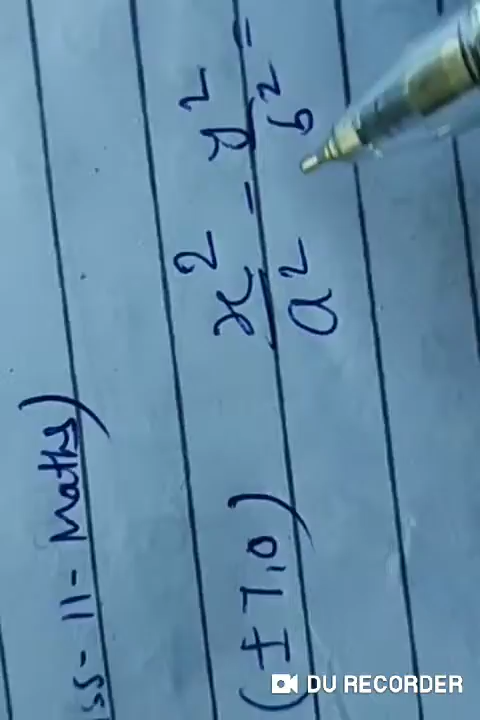 ss-11-Maths)
(±7,0) x²/a² - y²/b² =
DU RECORDER